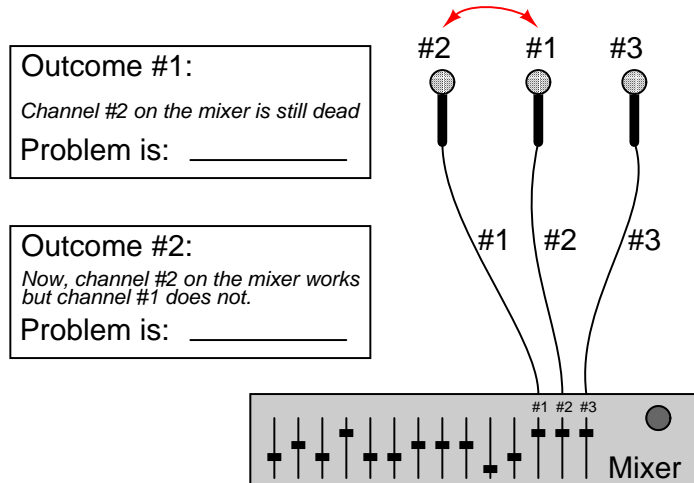 #2 #1 #3
Outcome #1:
Channel #2 on the mixer is still dead
Problem is:
#1 #2 #3
Outcome #2:
Now, channel #2 on the mixer works
but channel #1 does not.
Problem is:
#1 #2 #3
Mixer